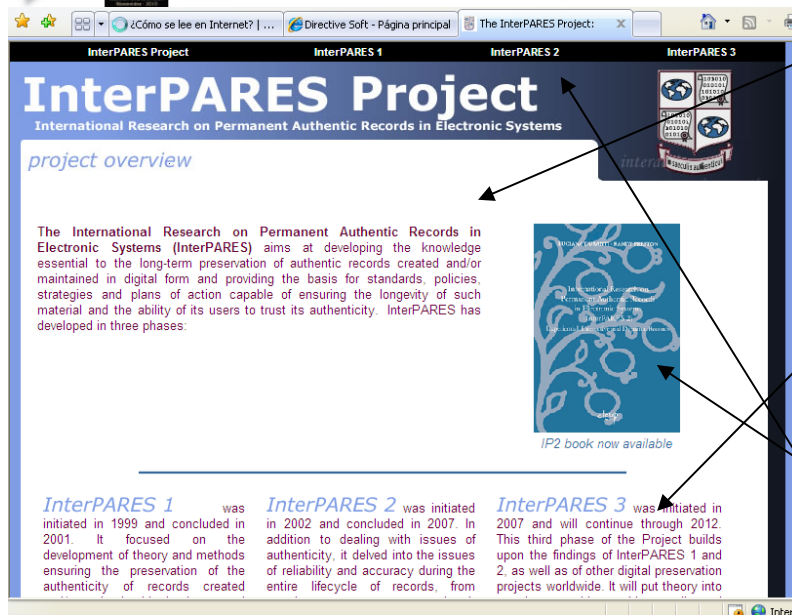 ¿Cómo se lee en Internet? | ...
Directive Soft - Página principal
The InterPARES Project:
InterPARES Project
InterPARES 1
InterPARES 2
InterPARES 3
InterPARES Project
International Research on Permanent Authentic Records in Electronic Systems
project overview
The International Research on Permanent Authentic Records in
Electronic Systems (InterPARES) aims at developing the knowledge
essential to the long-term preservation of authentic records created and/or
maintained in digital form and providing the basis for standards, policies,
strategies and plans of action capable of ensuring the longevity of such
material and the ability of its users to trust its authenticity. InterPARES has
developed in three phases:
International Research on
Permanent Authentic Records
in Electronic Systems
IP2 book now available
InterPARES 1 was
initiated in 1999 and concluded in
2001. It focused on the
development of theory and methods
ensuring the preservation of the
authenticity of records created
InterPARES 2 was initiated
in 2002 and concluded in 2007. In
addition to dealing with issues of
authenticity, it delved into the issues
of reliability and accuracy during the
entire lifecycle of records, from
InterPARES 3 was initiated in
2007 and will continue through 2012.
This third phase of the Project builds
upon the findings of InterPARES 1 and
2, as well as of other digital preservation
projects worldwide. It will put theory into
Inter